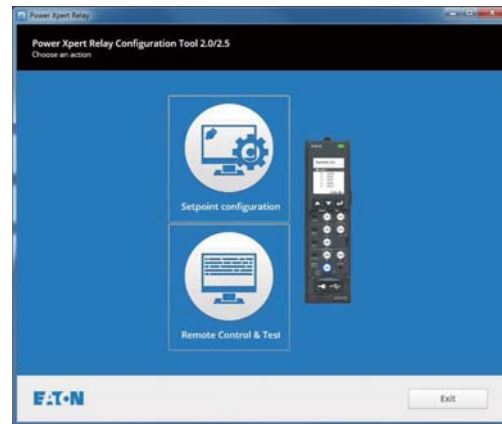 Power Xpert Relay
Power Xpert Relay Configuration Tool 2.0/2.5
Choose an action
Setpoint configuration
Remote Control & Test
EATON
Exit